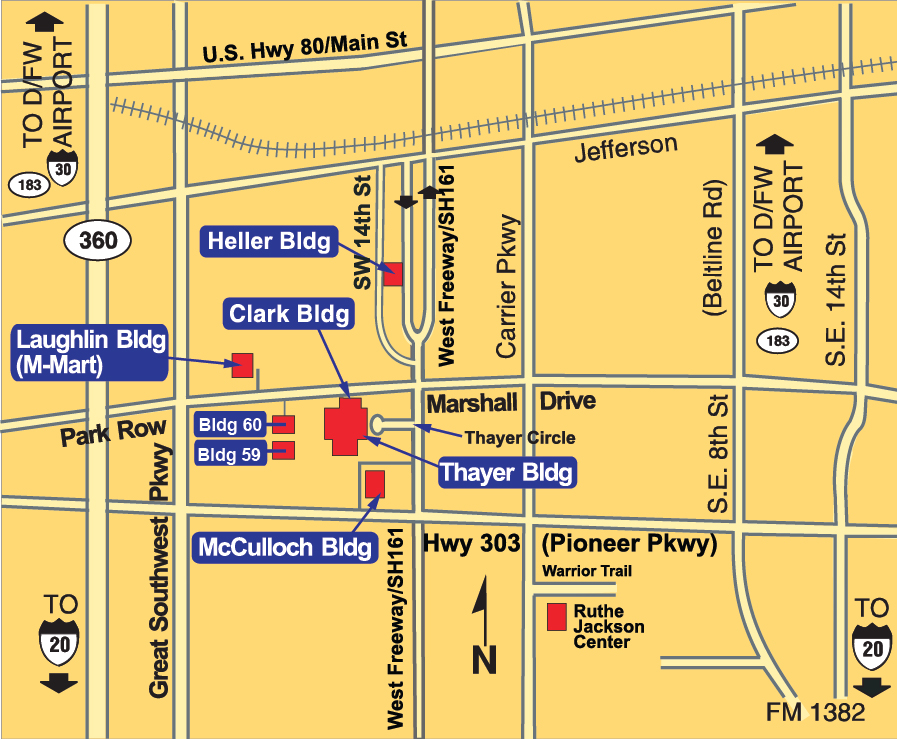 TO D/FW
AIRPORT
30
183
U.S. Hwy 80/Main St
Jefferson
360
SW 14th St
West Freeway/SH161
Carrier Pkwy
(Beltline Rd)
TO D/FW
AIRPORT
30
183
S.E. 14th St
Heller Bldg
Clark Bldg
Laughlin Bldg
(M-Mart)
Marshall Drive
Park Row
Bldg 60
Bldg 59
Thayer Circle
Thayer Bldg
Great Southwest Pkwy
S.E. 8th St
McCulloch Bldg
West Freeway/SH161
Hwy 303 (Pioneer Pkwy)
Warrior Trail
Ruthe
Jackson
Center
N
TO
20
TO
20
FM 1382